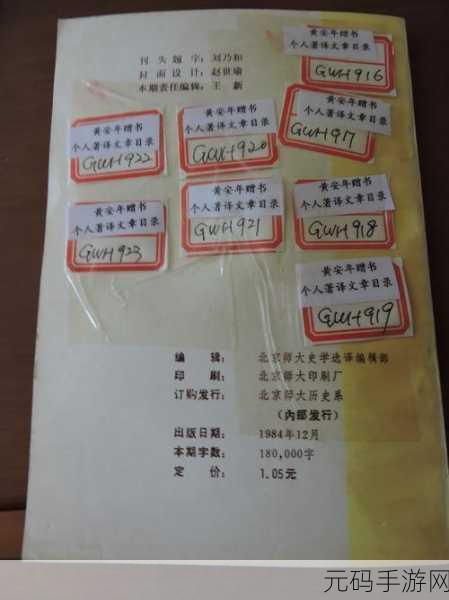 刊头题字：刘乃和
封面设计：赵世瑜
本期责任编辑：王新
黄安年赠书
个人著译文章目录
GWH916
黄安年赠书
个人著译文章目录
GWH917
黄安年赠书
个人著译文章目录
GWH922
黄安年赠书
个人著译文章目录
GWH920
黄安年赠书
个人著译文章目录
GWH923
黄安年赠书
个人著译文章目录
GWH921
黄安年赠书
个人著译文章目录
GWH918
黄安年赠书
个人著译文章目录
GWH919
编辑：北京师大史学选译编辑部
印刷：北京师大印刷厂
订购发行：北京师大历史系
（内部发行）
出版日期：1984年12月
本期字数：180,000字
定价：1.05元
元码手游网